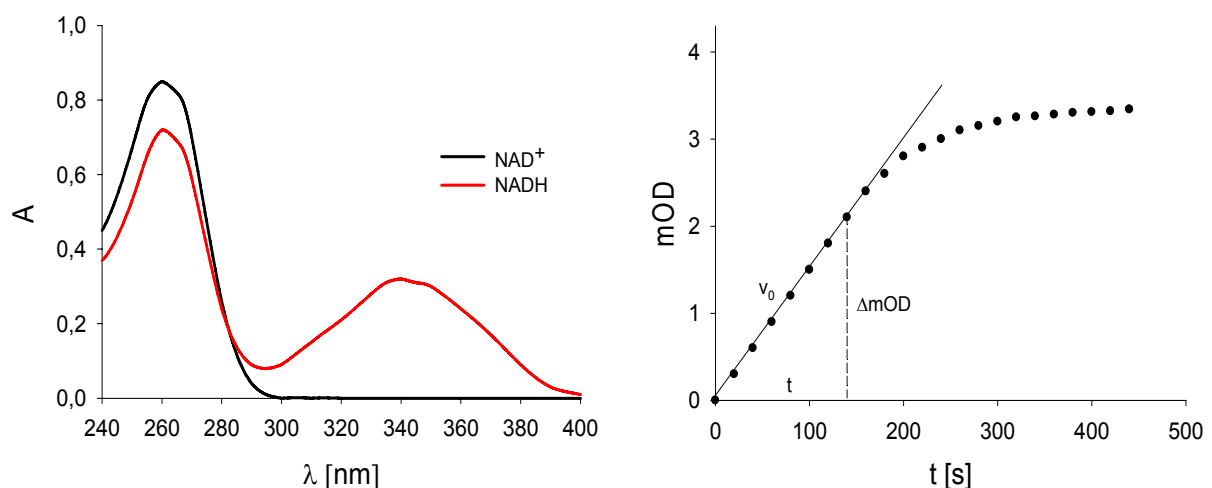 1,0
0,8
0,6
0,4
0,2
0,0
A
240 260 280 300 320 340 360 380 400
λ [nm]
NAD⁺
NADH
4
3
2
1
0
mOD
v₀
ΔmOD
t
0 100 200 300 400 500
t [s]